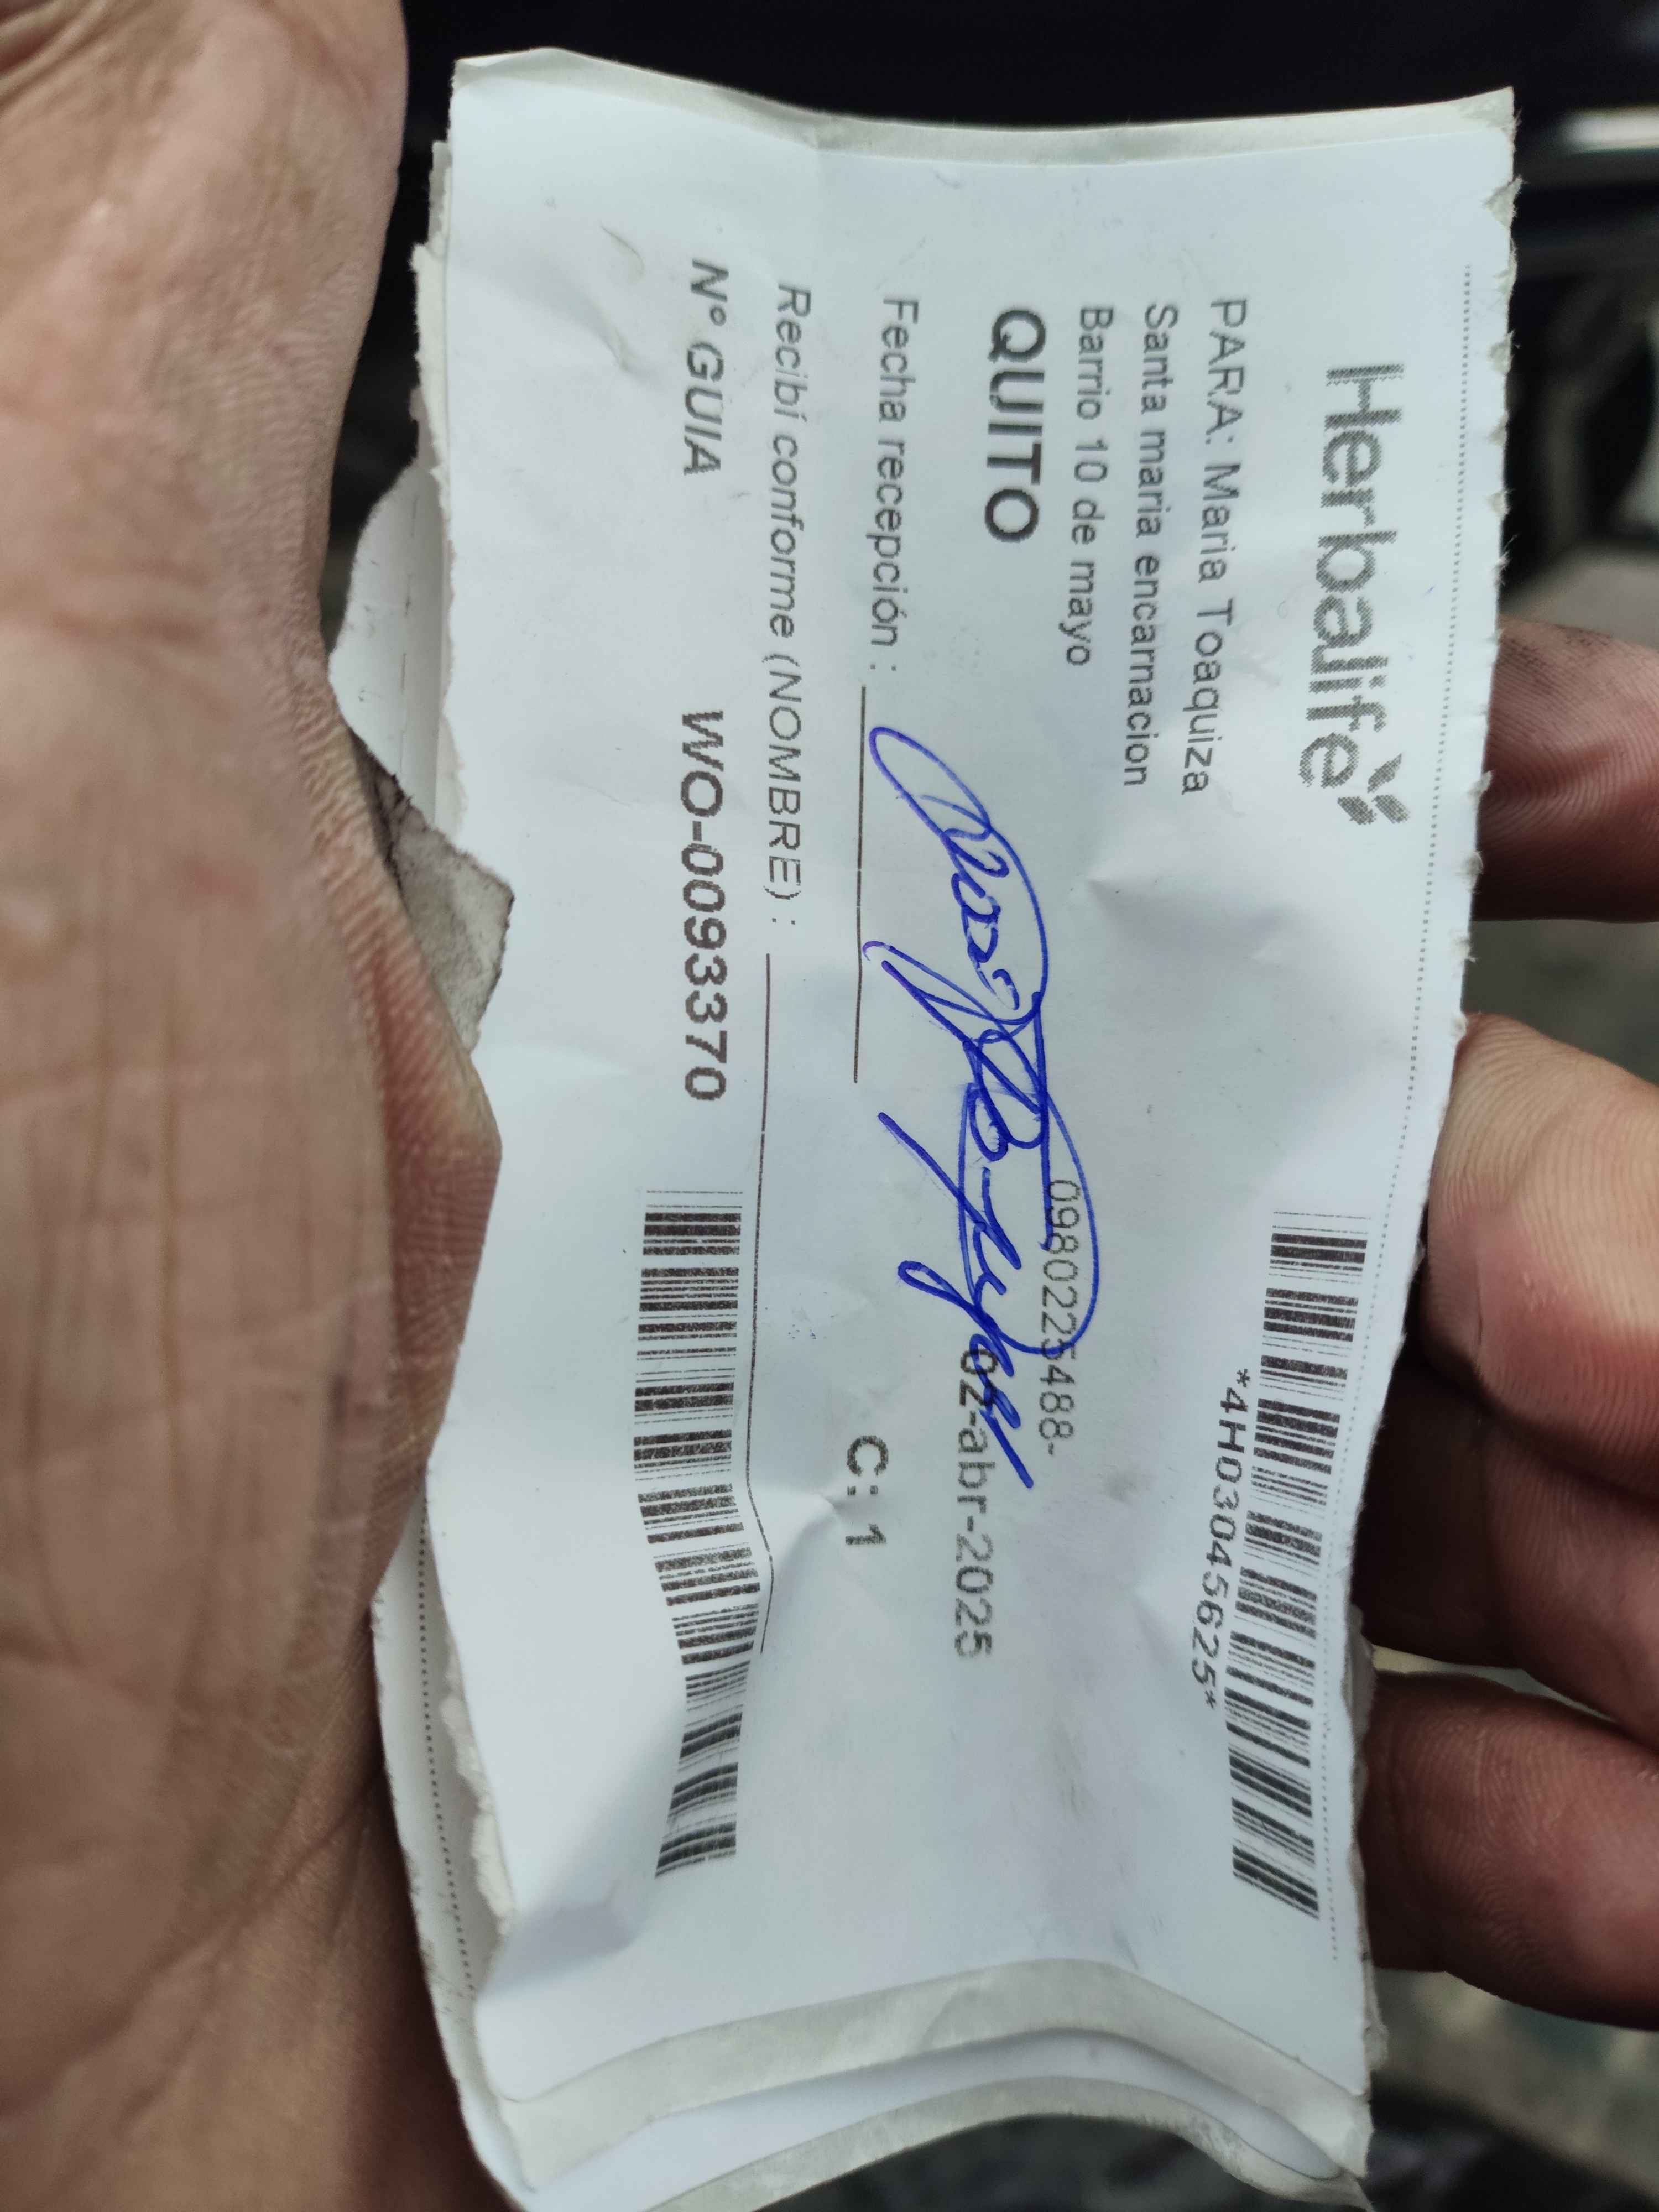 Herbalife
*4H03045625*
PARA: Maria Toaquiza
Santa maria encarnacion
Barrio 10 de mayo
0980225488-
QUITO
02-abr-2025
Fecha recepción :
C: 1
Recibí conforme (NOMBRE) :
Nº GUIA WO-0093370